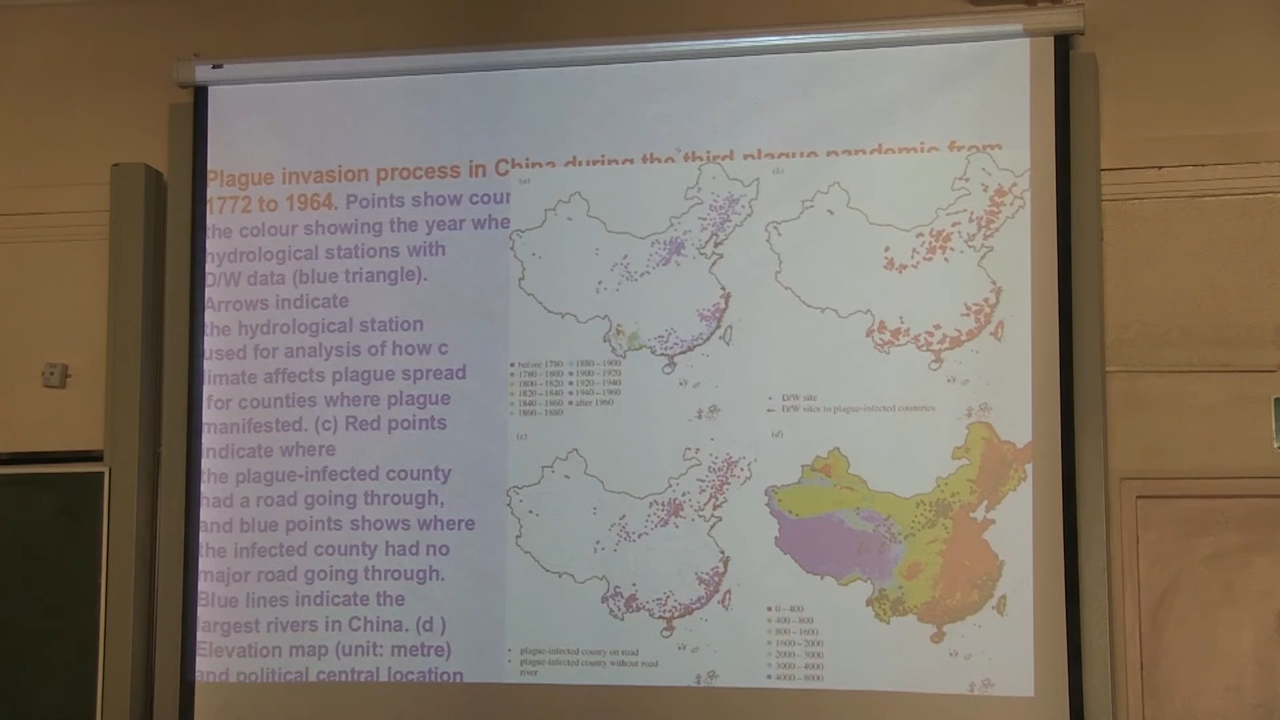 Plague invasion process in China during the third plague pandemic from
1772 to 1964. Points show cour
the colour showing the year whe
hydrological stations with
D/W data (blue triangle).
Arrows indicate
the hydrological station
used for analysis of how c
limate affects plague spread
for counties where plague
manifested. (c) Red points
indicate where
the plague-infected county
had a road going through,
and blue points shows where
the infected county had no
major road going through.
Blue lines indicate the
largest rivers in China. (d )
Elevation map (unit: metre)
and political central location
(a)
before 1780 1880–1900
1780–1800 1900–1920
1800–1820 1920–1940
1820–1840 1940–1960
1840–1860 after 1960
1860–1880
(b)
D/W site
D/W sites to plague-infected countries
(c)
plague-infected county on road
plague-infected county without road
river
(d)
0–400
400–800
800–1600
1600–2000
2000–3000
3000–4000
4000–8000